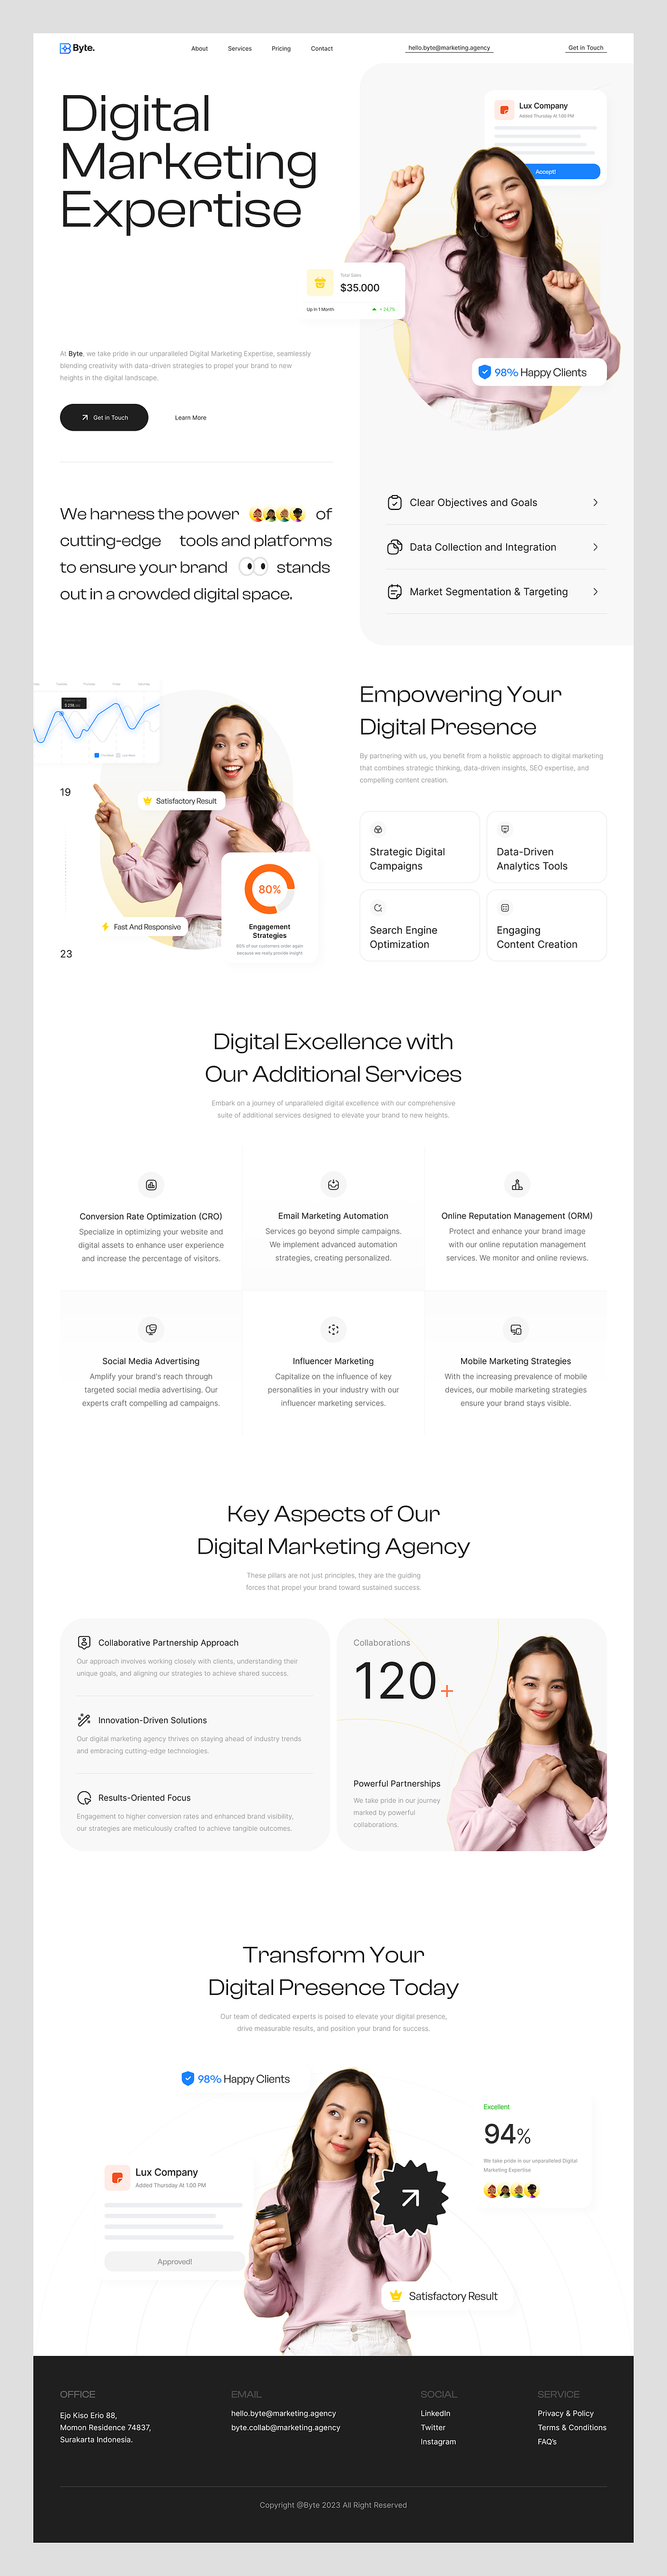 Byte.
About
Services
Pricing
Contact
hello.byte@marketing.agency
Get in Touch
Digital
Marketing
Expertise
Lux Company
Added Thursday At 1.00 PM
Accept!
Total Sales
$35.000
Up In 1 Month
98% Happy Clients
At Byte, we take pride in our unparalleled Digital Marketing Expertise, seamlessly
blending creativity with data-driven strategies to propel your brand to new
heights in the digital landscape.
Get in Touch
Learn More
We harness the power of
cutting-edge tools and platforms
to ensure your brand stands
out in a crowded digital space.
Clear Objectives and Goals
Data Collection and Integration
Market Segmentation & Targeting
19
Satisfactory Result
80%
Engagement
Strategies
80% of our customers order again
because we really provide insight
Fast And Responsive
23
Empowering Your
Digital Presence
By partnering with us, you benefit from a holistic approach to digital marketing
that combines strategic thinking, data-driven insights, SEO expertise, and
compelling content creation.
Strategic Digital
Campaigns
Data-Driven
Analytics Tools
Search Engine
Optimization
Engaging
Content Creation
Digital Excellence with
Our Additional Services
Embark on a journey of unparalleled digital excellence with our comprehensive
suite of additional services designed to elevate your brand to new heights.
Conversion Rate Optimization (CRO)
Specialize in optimizing your website and
digital assets to enhance user experience
and increase the percentage of visitors.
Email Marketing Automation
Services go beyond simple campaigns.
We implement advanced automation
strategies, creating personalized.
Online Reputation Management (ORM)
Protect and enhance your brand image
with our online reputation management
services. We monitor and online reviews.
Social Media Advertising
Amplify your brand's reach through
targeted social media advertising. Our
experts craft compelling ad campaigns.
Influencer Marketing
Capitalize on the influence of key
personalities in your industry with our
influencer marketing services.
Mobile Marketing Strategies
With the increasing prevalence of mobile
devices, our mobile marketing strategies
ensure your brand stays visible.
Key Aspects of Our
Digital Marketing Agency
These pillars are not just principles, they are the guiding
forces that propel your brand toward sustained success.
Collaborative Partnership Approach
Our approach involves working closely with clients, understanding their
unique goals, and aligning our strategies to achieve shared success.
Innovation-Driven Solutions
Our digital marketing agency thrives on staying ahead of industry trends
and embracing cutting-edge technologies.
Results-Oriented Focus
Engagement to higher conversion rates and enhanced brand visibility,
our strategies are meticulously crafted to achieve tangible outcomes.
Collaborations
120+
Powerful Partnerships
We take pride in our journey
marked by powerful
collaborations.
Transform Your
Digital Presence Today
Our team of dedicated experts is poised to elevate your digital presence,
drive measurable results, and position your brand for success.
98% Happy Clients
Lux Company
Added Thursday At 1.00 PM
Approved!
Excellent
94%
We take pride in our unparalleled Digital
Marketing Expertise
Satisfactory Result
OFFICE
Ejo Kiso Erio 88,
Momon Residence 74837,
Surakarta Indonesia.
EMAIL
hello.byte@marketing.agency
byte.collab@marketing.agency
SOCIAL
LinkedIn
Twitter
Instagram
SERVICE
Privacy & Policy
Terms & Conditions
FAQ's
Copyright @Byte 2023 All Right Reserved